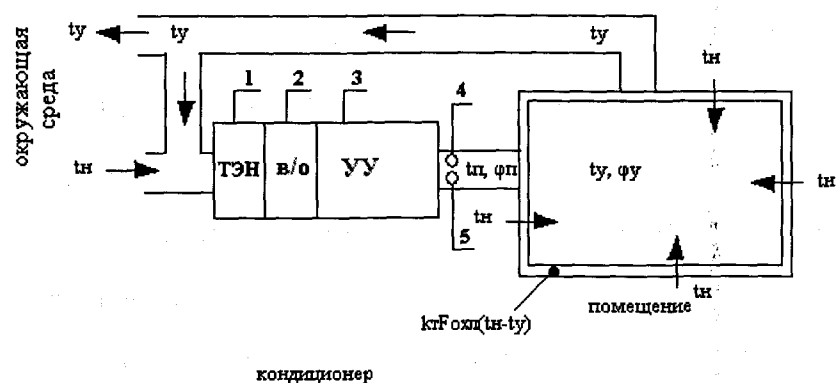 tу
tу
tу
окружающая
среда
1
2
3
4
tн
tн
ТЭН
в/о
УУ
tп, φп
tу, φу
tн
tн
5
tн
помещение
kтFохл(tн-tу)
кондиционер